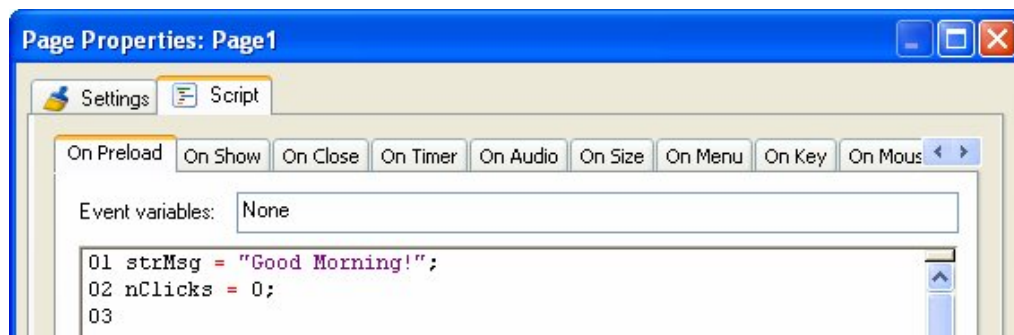 Page Properties: Page1
Settings Script
On Preload On Show On Close On Timer On Audio On Size On Menu On Key On Mous
Event variables: None
01 strMsg = "Good Morning!";
02 nClicks = 0;
03